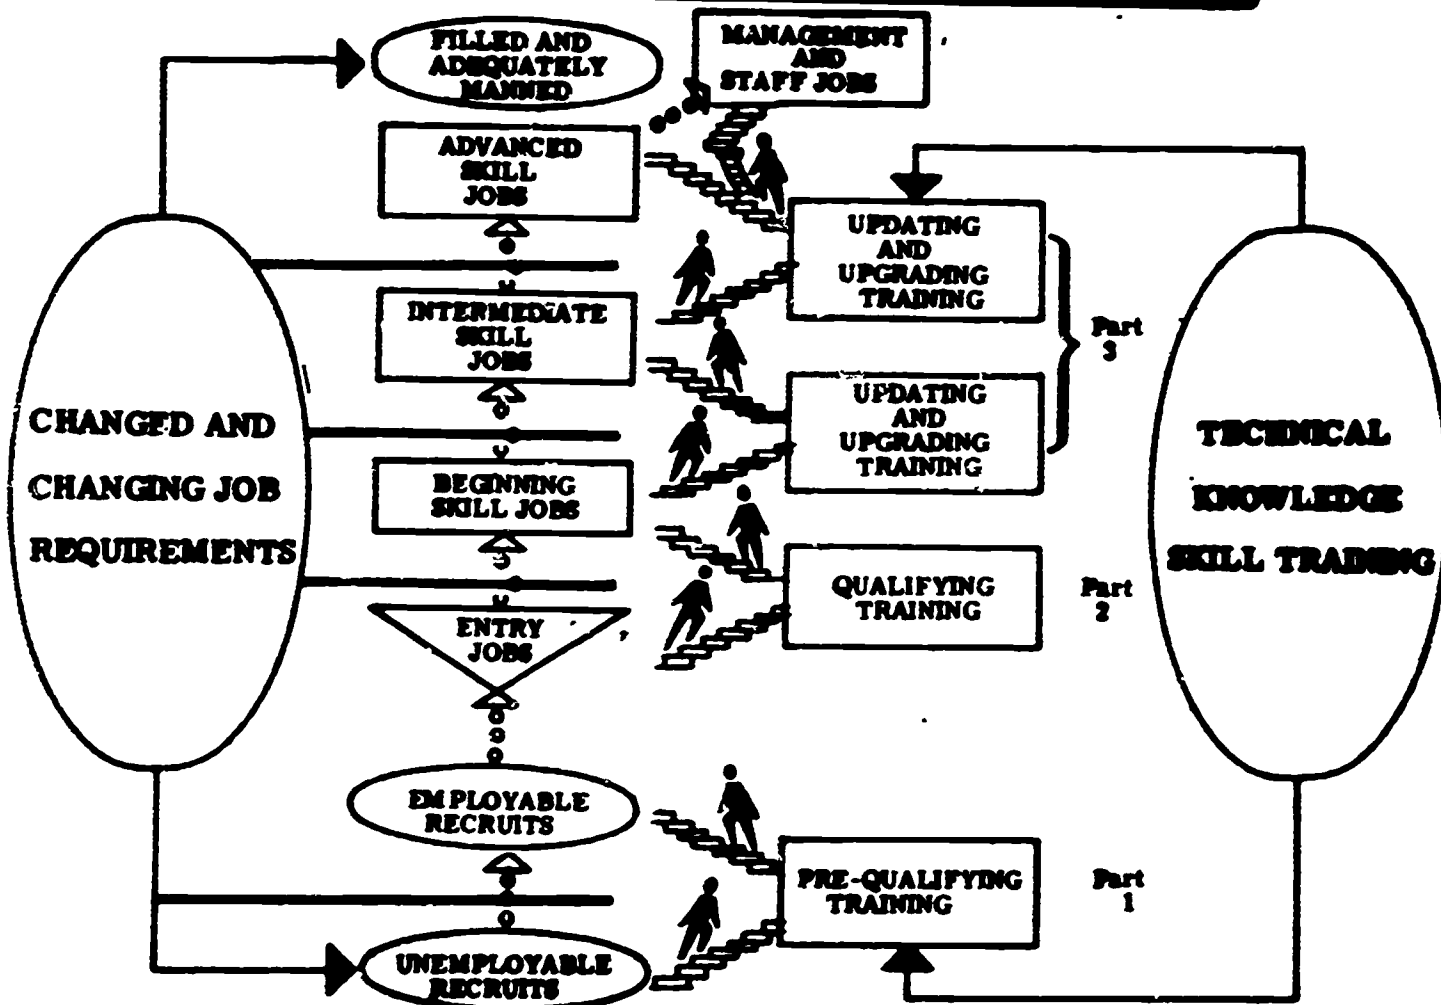 FILLED AND
ADEQUATELY
MANNED
MANAGEMENT
AND
STAFF JOBS
ADVANCED
SKILL
JOBS
UPDATING
AND
UPGRADING
TRAINING
INTERMEDIATE
SKILL
JOBS
Part
3
UPDATING
AND
UPGRADING
TRAINING
CHANGED AND
CHANGING JOB
REQUIREMENTS
TECHNICAL
KNOWLEDGE
SKILL TRAINING
BEGINNING
SKILL JOBS
QUALIFYING
TRAINING
Part
2
ENTRY
JOBS
EMPLOYABLE
RECRUITS
PRE-QUALIFYING
TRAINING
Part
1
UNEMPLOYABLE
RECRUITS